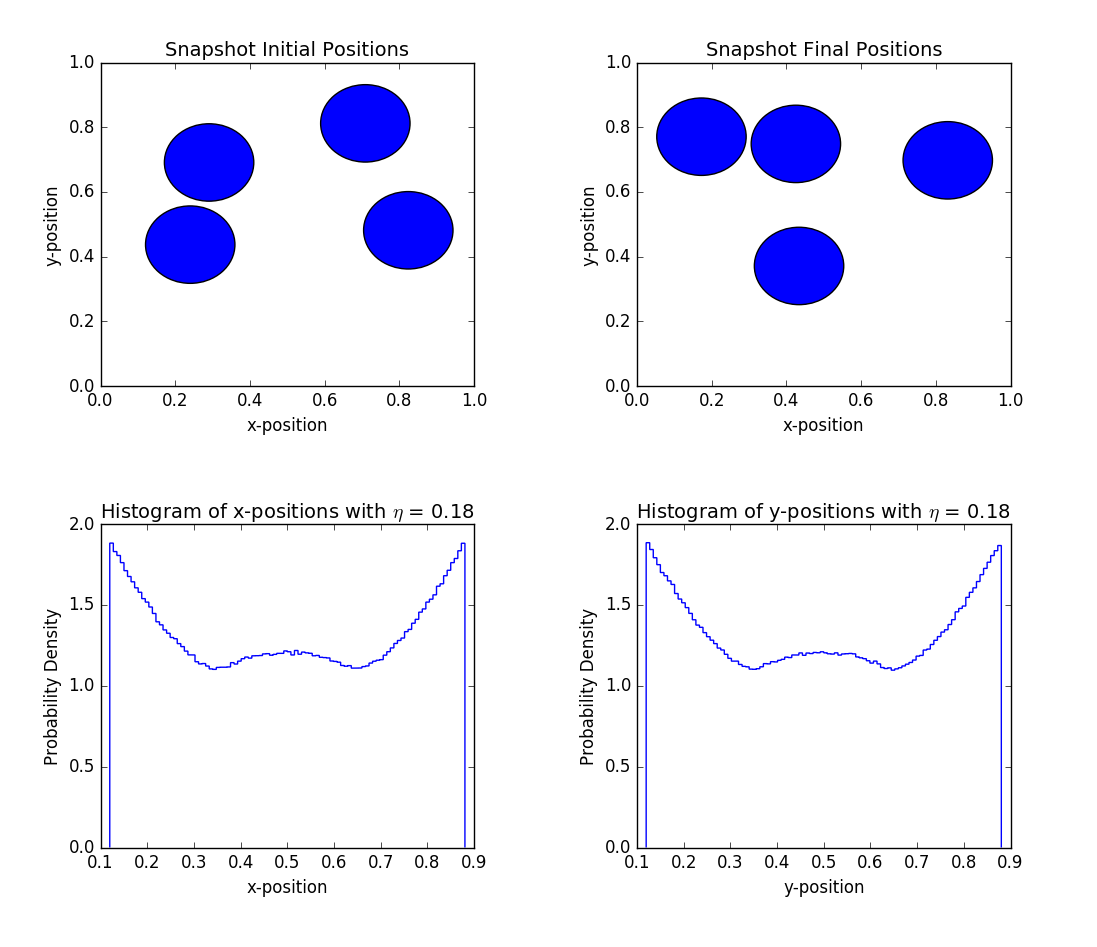 Snapshot Initial Positions
1.0
0.8
0.6
0.4
0.2
0.0
y-position
0.0 0.2 0.4 0.6 0.8 1.0
x-position
Snapshot Final Positions
1.0
0.8
0.6
0.4
0.2
0.0
y-position
0.0 0.2 0.4 0.6 0.8 1.0
x-position
Histogram of x-positions with η = 0.18
2.0
1.5
1.0
0.5
0.0
Probability Density
0.1 0.2 0.3 0.4 0.5 0.6 0.7 0.8 0.9
x-position
Histogram of y-positions with η = 0.18
2.0
1.5
1.0
0.5
0.0
Probability Density
0.1 0.2 0.3 0.4 0.5 0.6 0.7 0.8 0.9
y-position